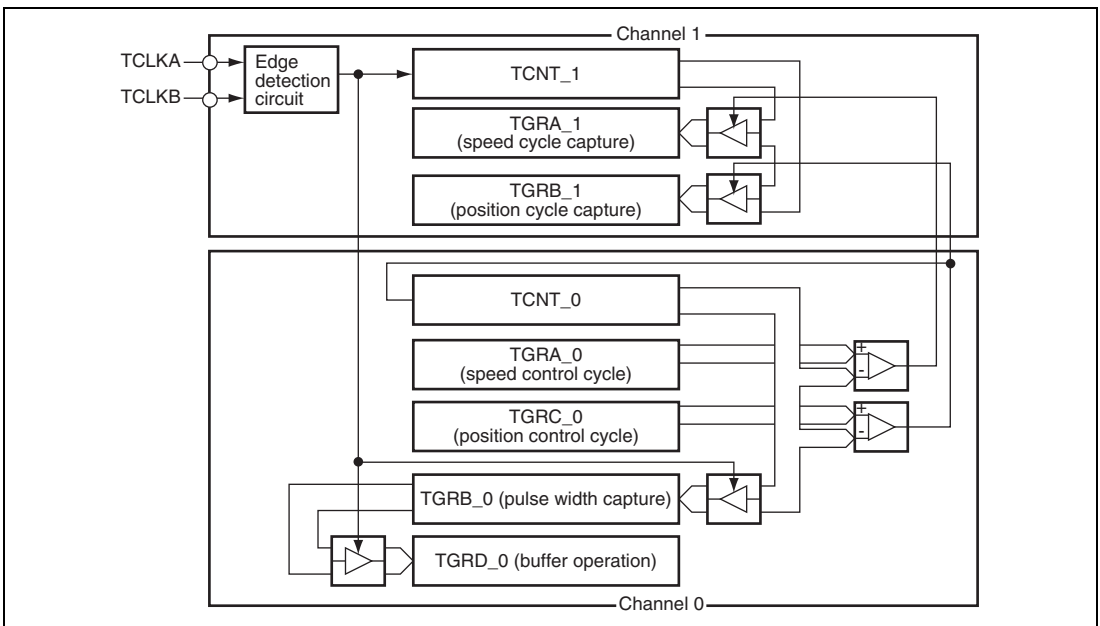 Channel 1
TCLKA
TCLKB
Edge
detection
circuit
TCNT_1
TGRA_1
(speed cycle capture)
TGRB_1
(position cycle capture)
TCNT_0
TGRA_0
(speed control cycle)
+
-
TGRC_0
(position control cycle)
+
-
TGRB_0 (pulse width capture)
TGRD_0 (buffer operation)
Channel 0